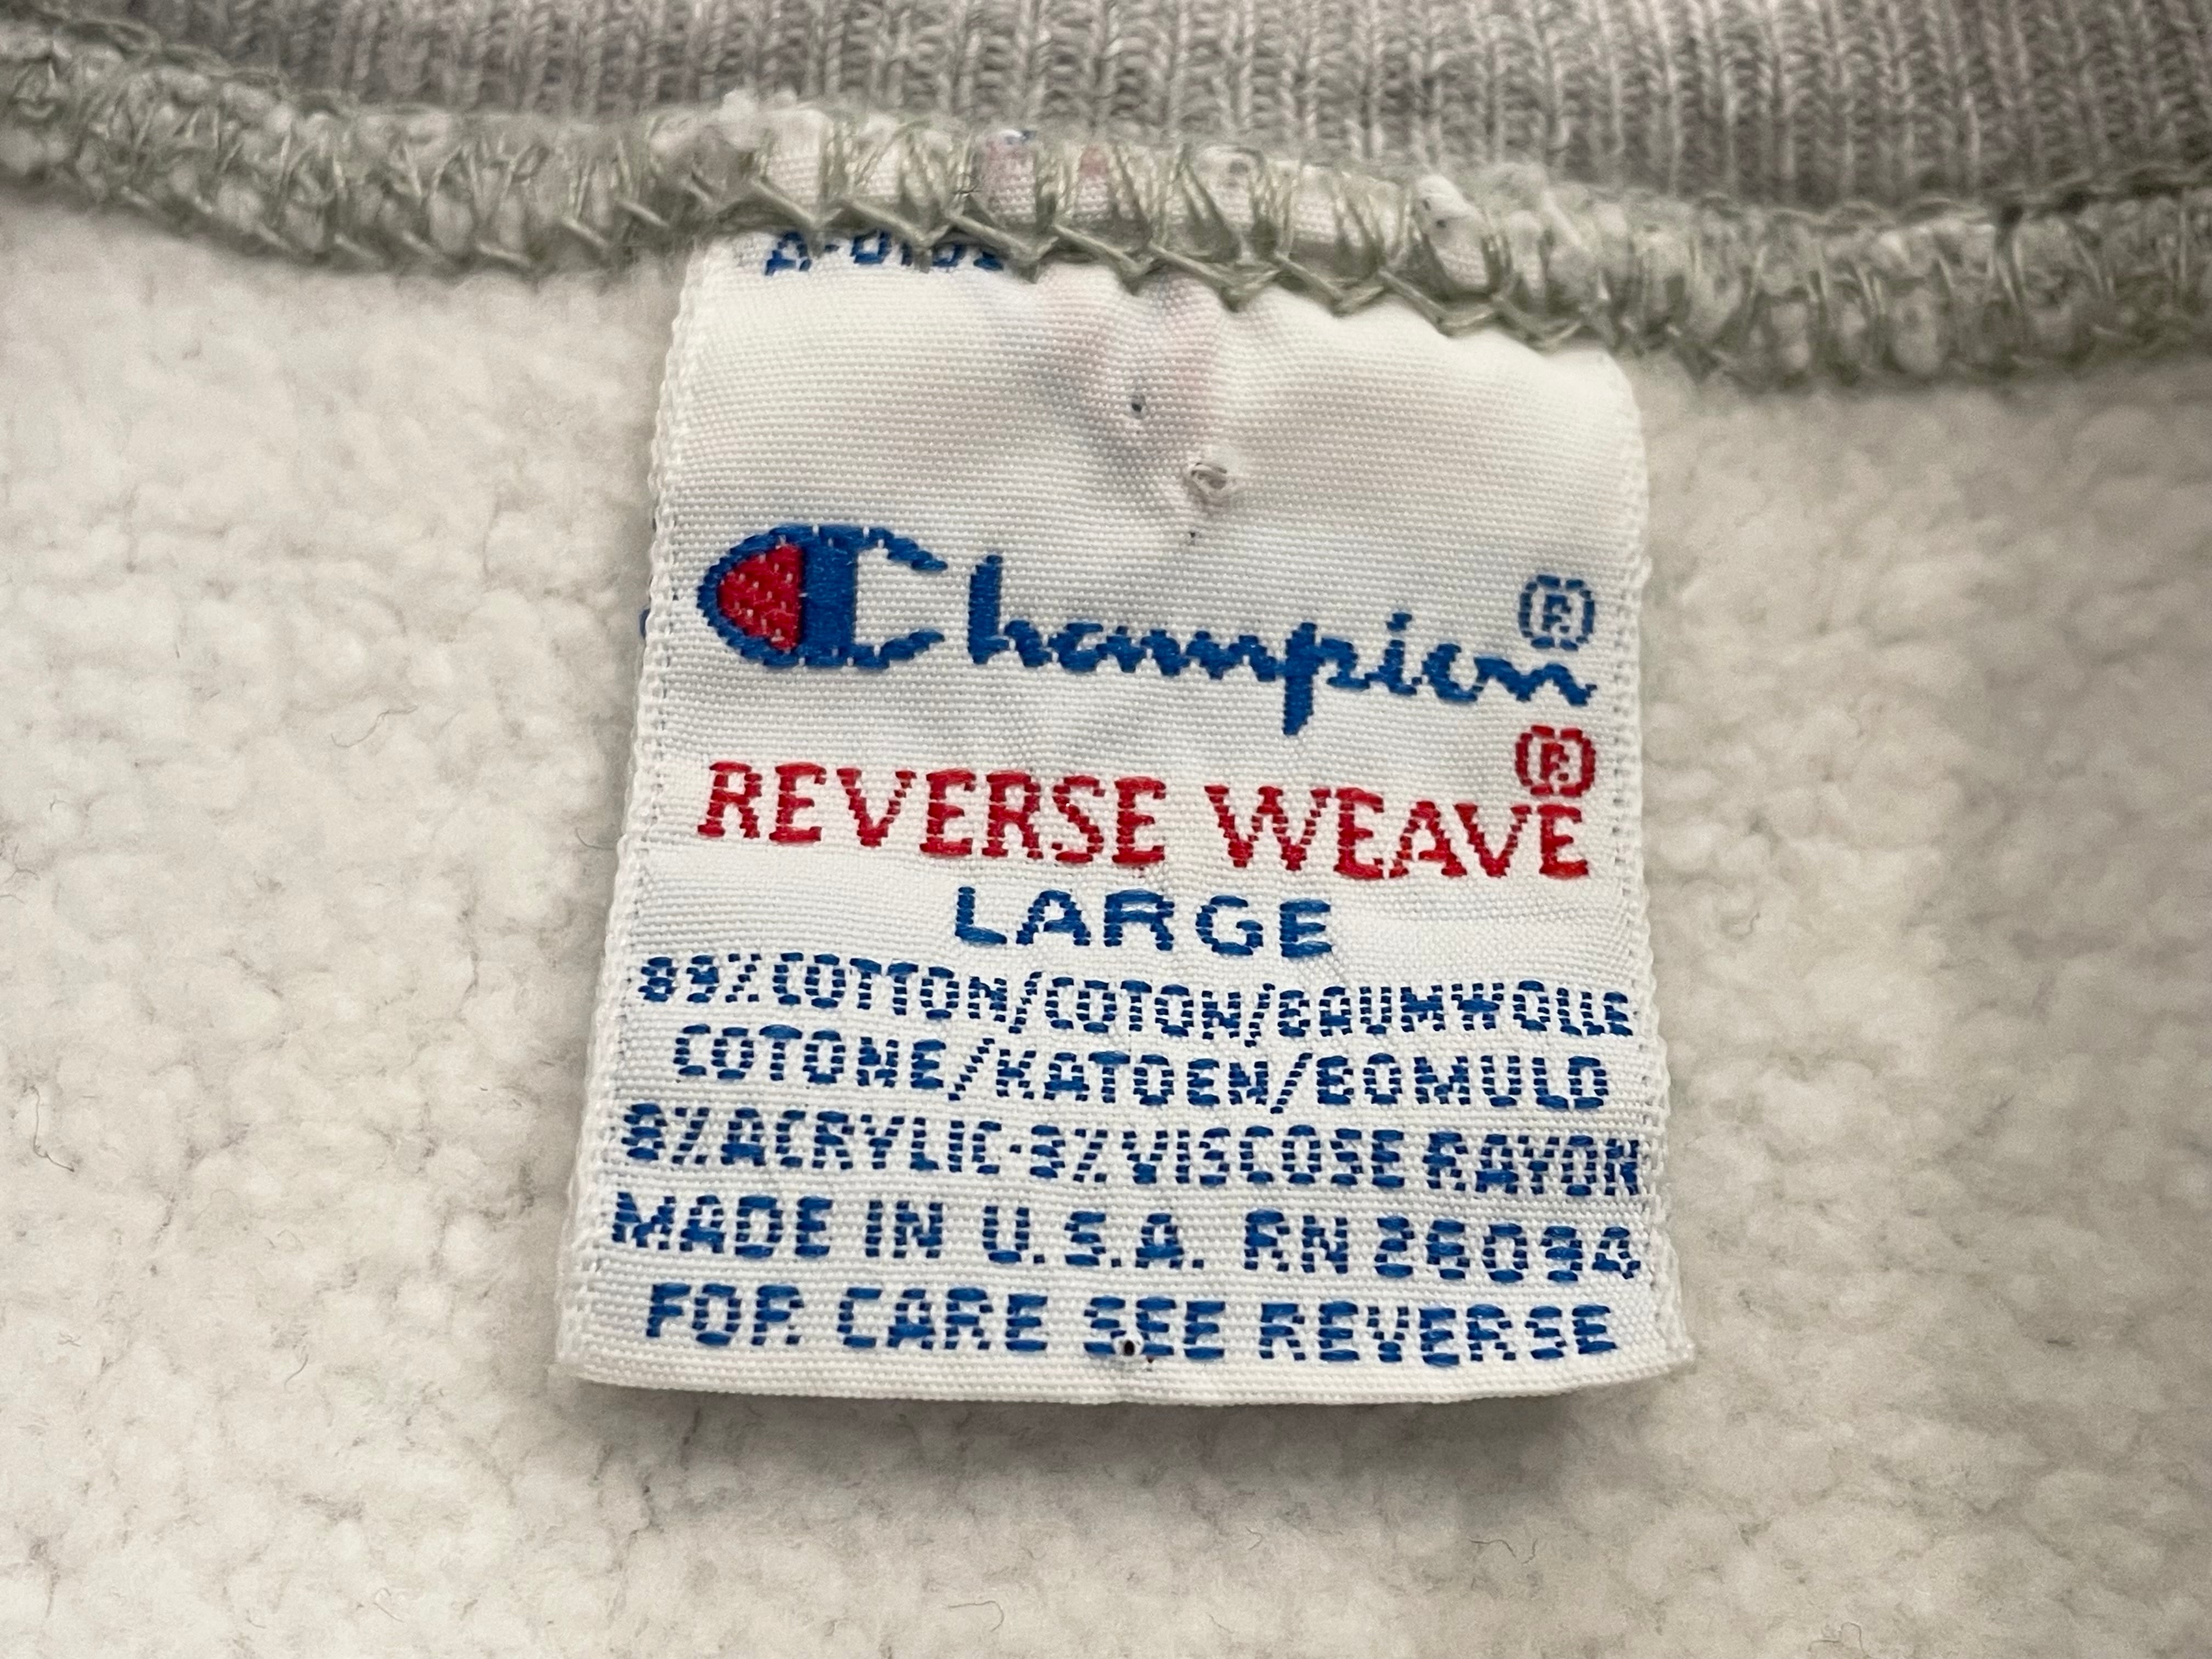 Champion®
REVERSE WEAVE®
LARGE
89%COTTON/COTON/BAUMWOLLE
COTONE/KATOEN/BOMULD
8%ACRYLIC-3%VISCOSE RAYON
MADE IN U.S.A. RN 26094
FOR CARE SEE REVERSE